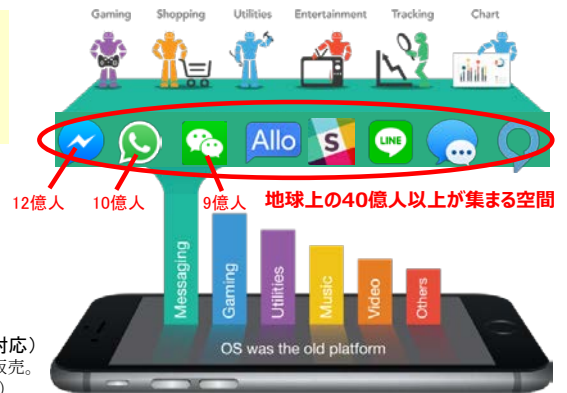 Gaming Shopping Utilities Entertainment Tracking Chart
Allo
S
LINE
12億人 10億人 9億人 地球上の40億人以上が集まる空間
Messaging
Gaming
Utilities
Music
Video
Others
OS was the old platform
対応）
販売。
）